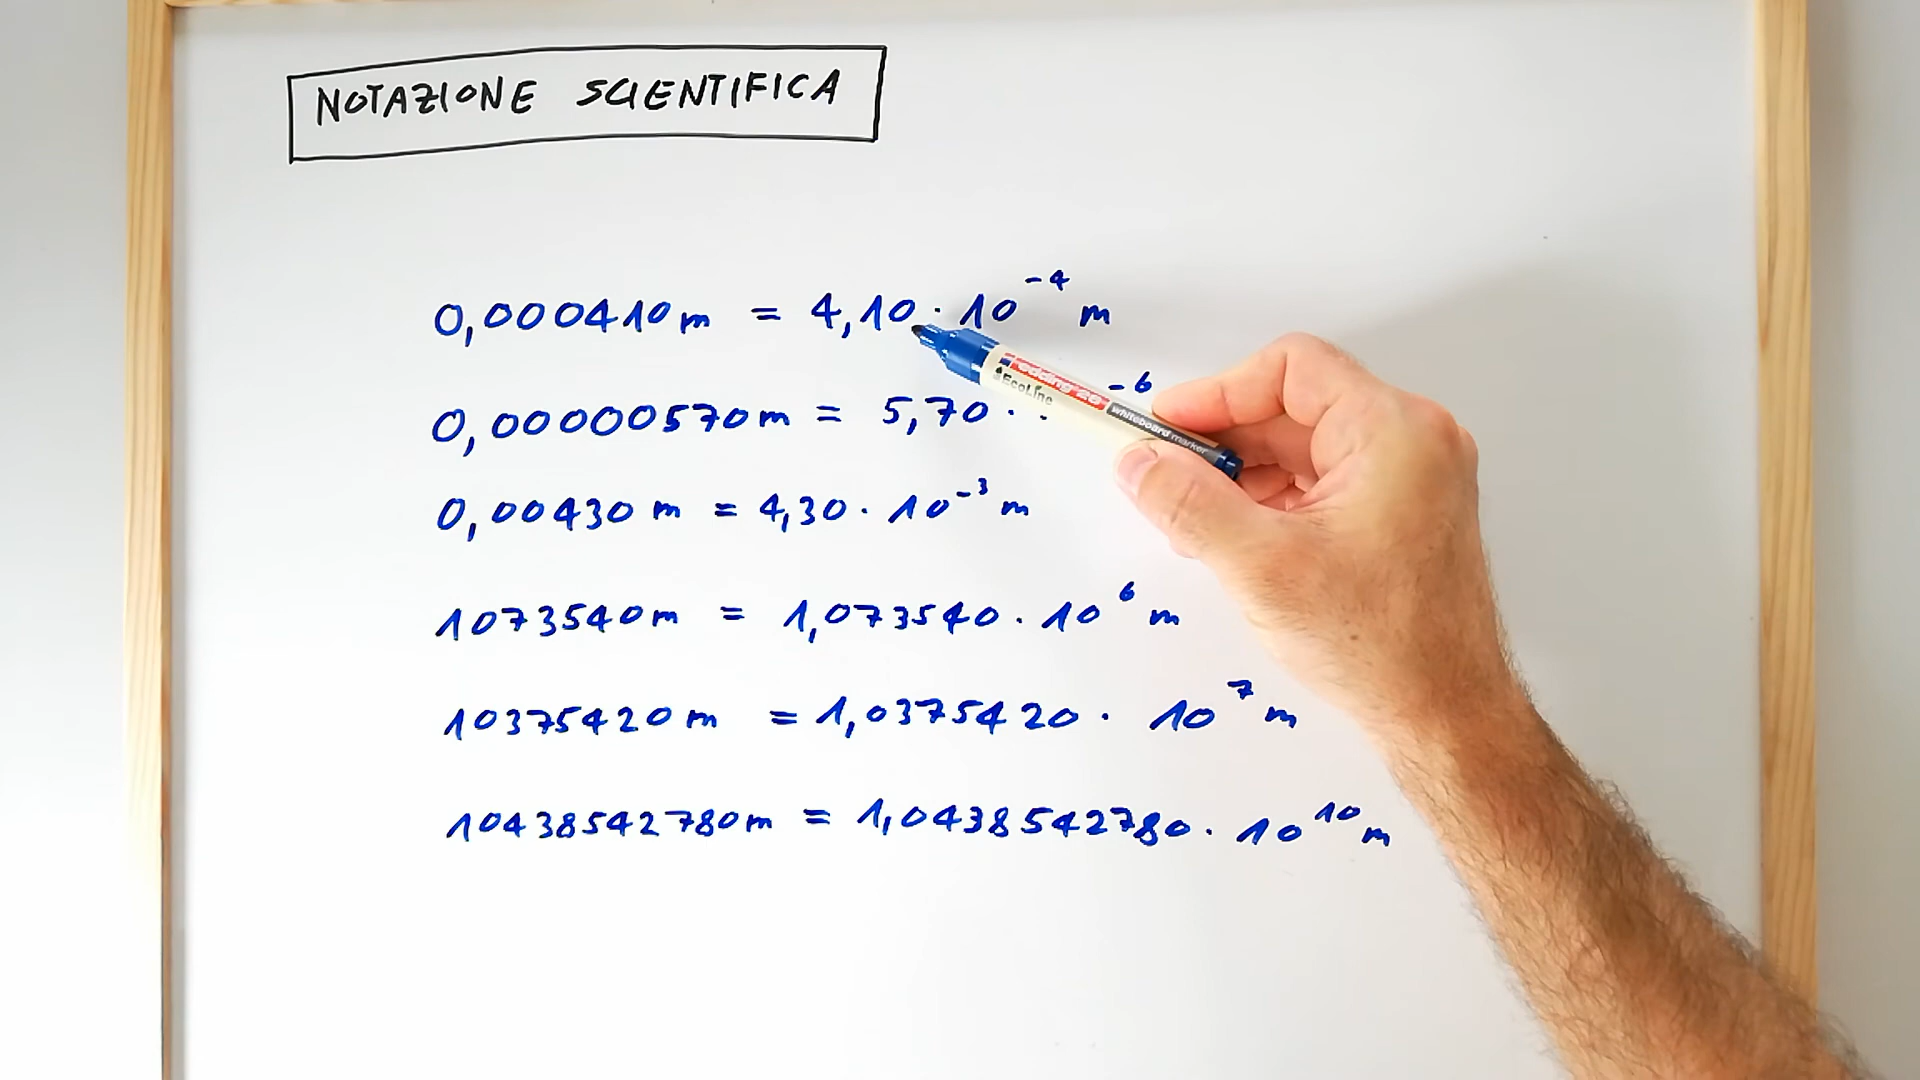 NOTAZIONE SCIENTIFICA
0,000410 m = 4,10 · 10⁻⁴ m
0,00000570 m = 5,70 · ⁻⁶
0,00430 m = 4,30 · 10⁻³ m
1073540 m = 1,073540 · 10⁶ m
10375420 m = 1,0375420 · 10⁷ m
10438542780 m = 1,0438542780 · 10¹⁰ m
EcoLine
whiteboard marker